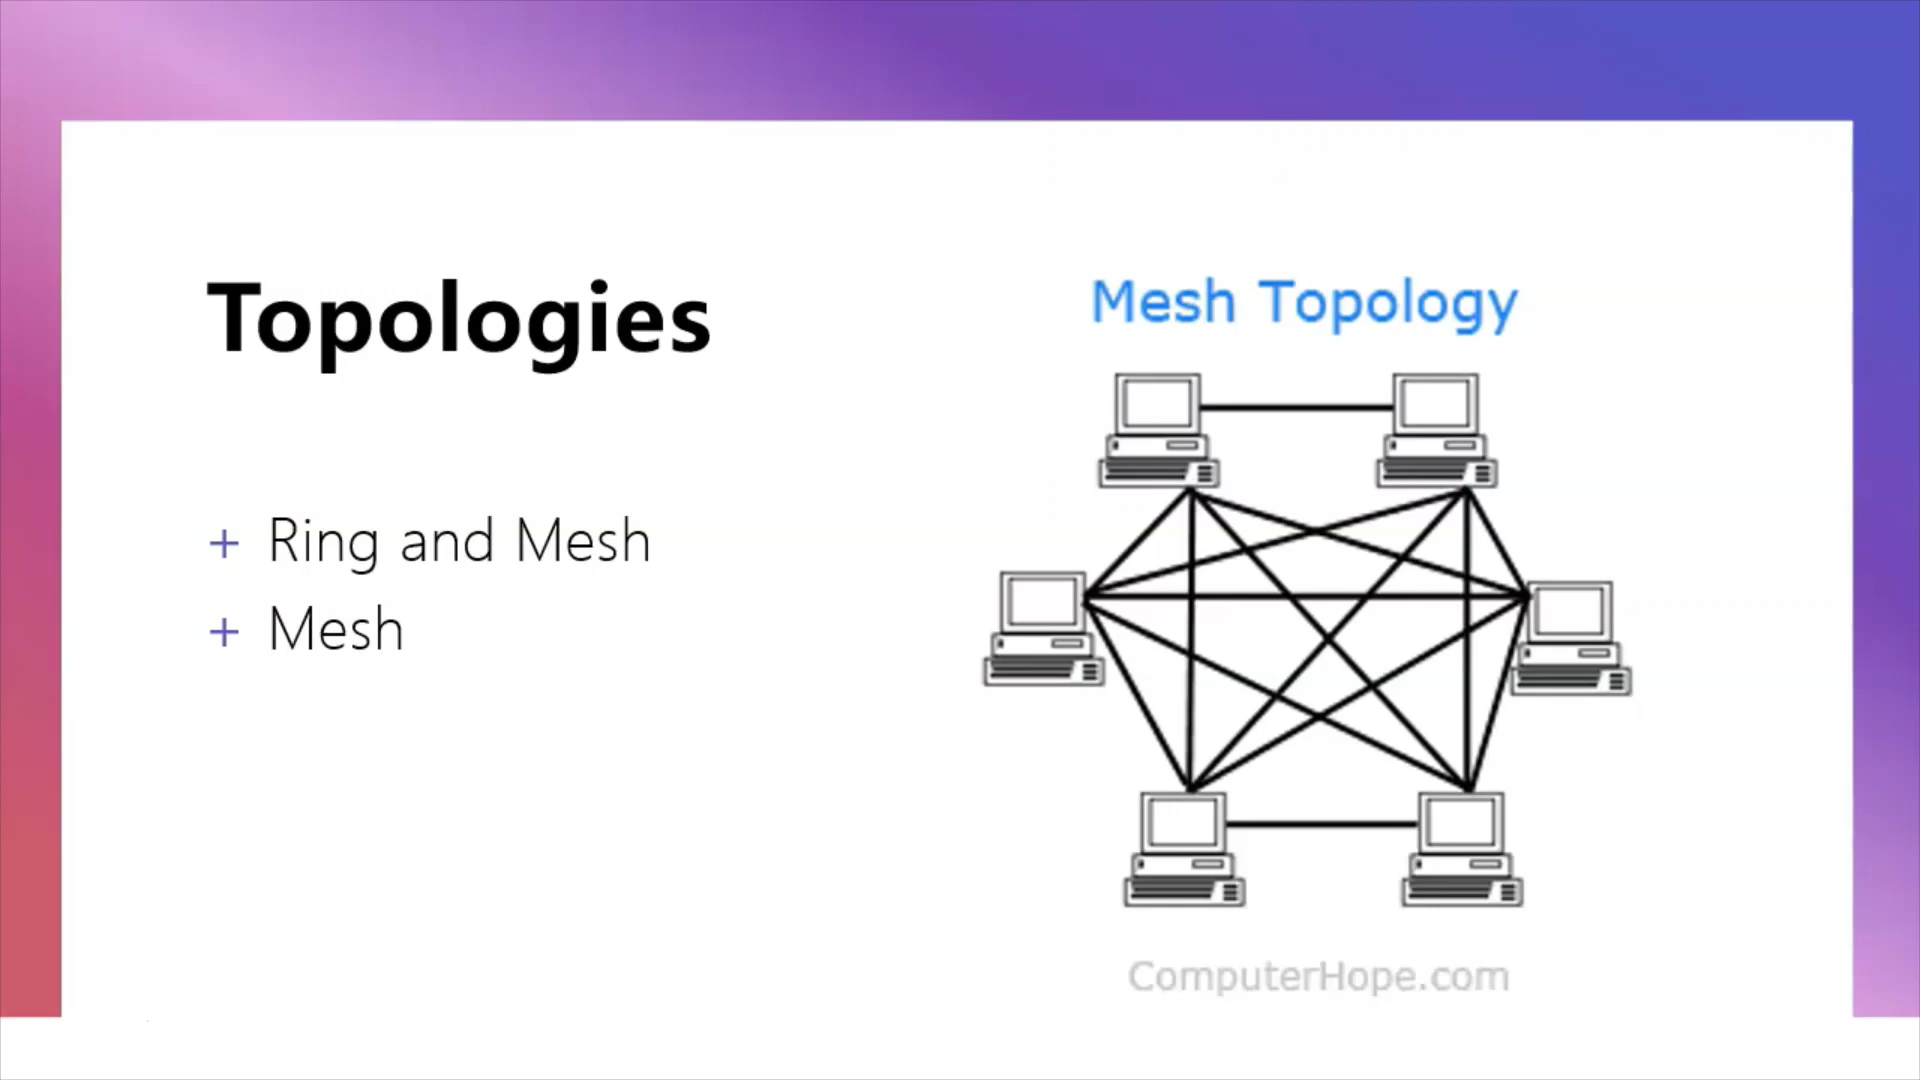 Topologies
+ Ring and Mesh
+ Mesh
Mesh Topology
ComputerHope.com